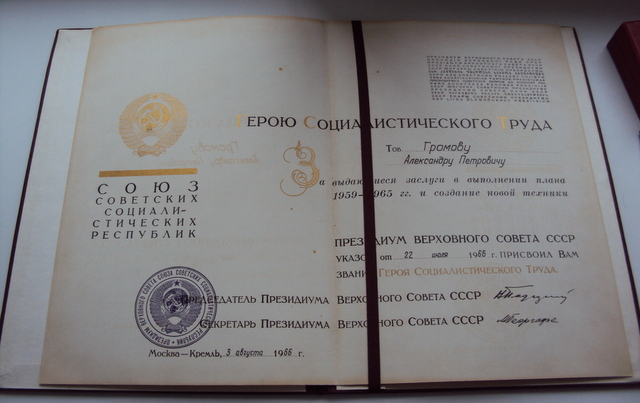 Герою Социалистического Труда
Тов. Громову
Александру Петровичу
За выдающиеся заслуги в выполнении плана
1959—1965 гг. и создание новой техники
СОЮЗ
СОВЕТСКИХ
СОЦИАЛИ-
СТИЧЕСКИХ
РЕСПУБЛИК
ПРЕЗИДИУМ ВЕРХОВНОГО СОВЕТА СССР
УКАЗОМ от 22 июля 1966 г. ПРИСВОИЛ ВАМ
ЗВАНИЕ ГЕРОЯ СОЦИАЛИСТИЧЕСКОГО ТРУДА.
Председатель Президиума Верховного Совета СССР
Секретарь Президиума Верховного Совета СССР
Москва—Кремль, 3 августа 1966 г.